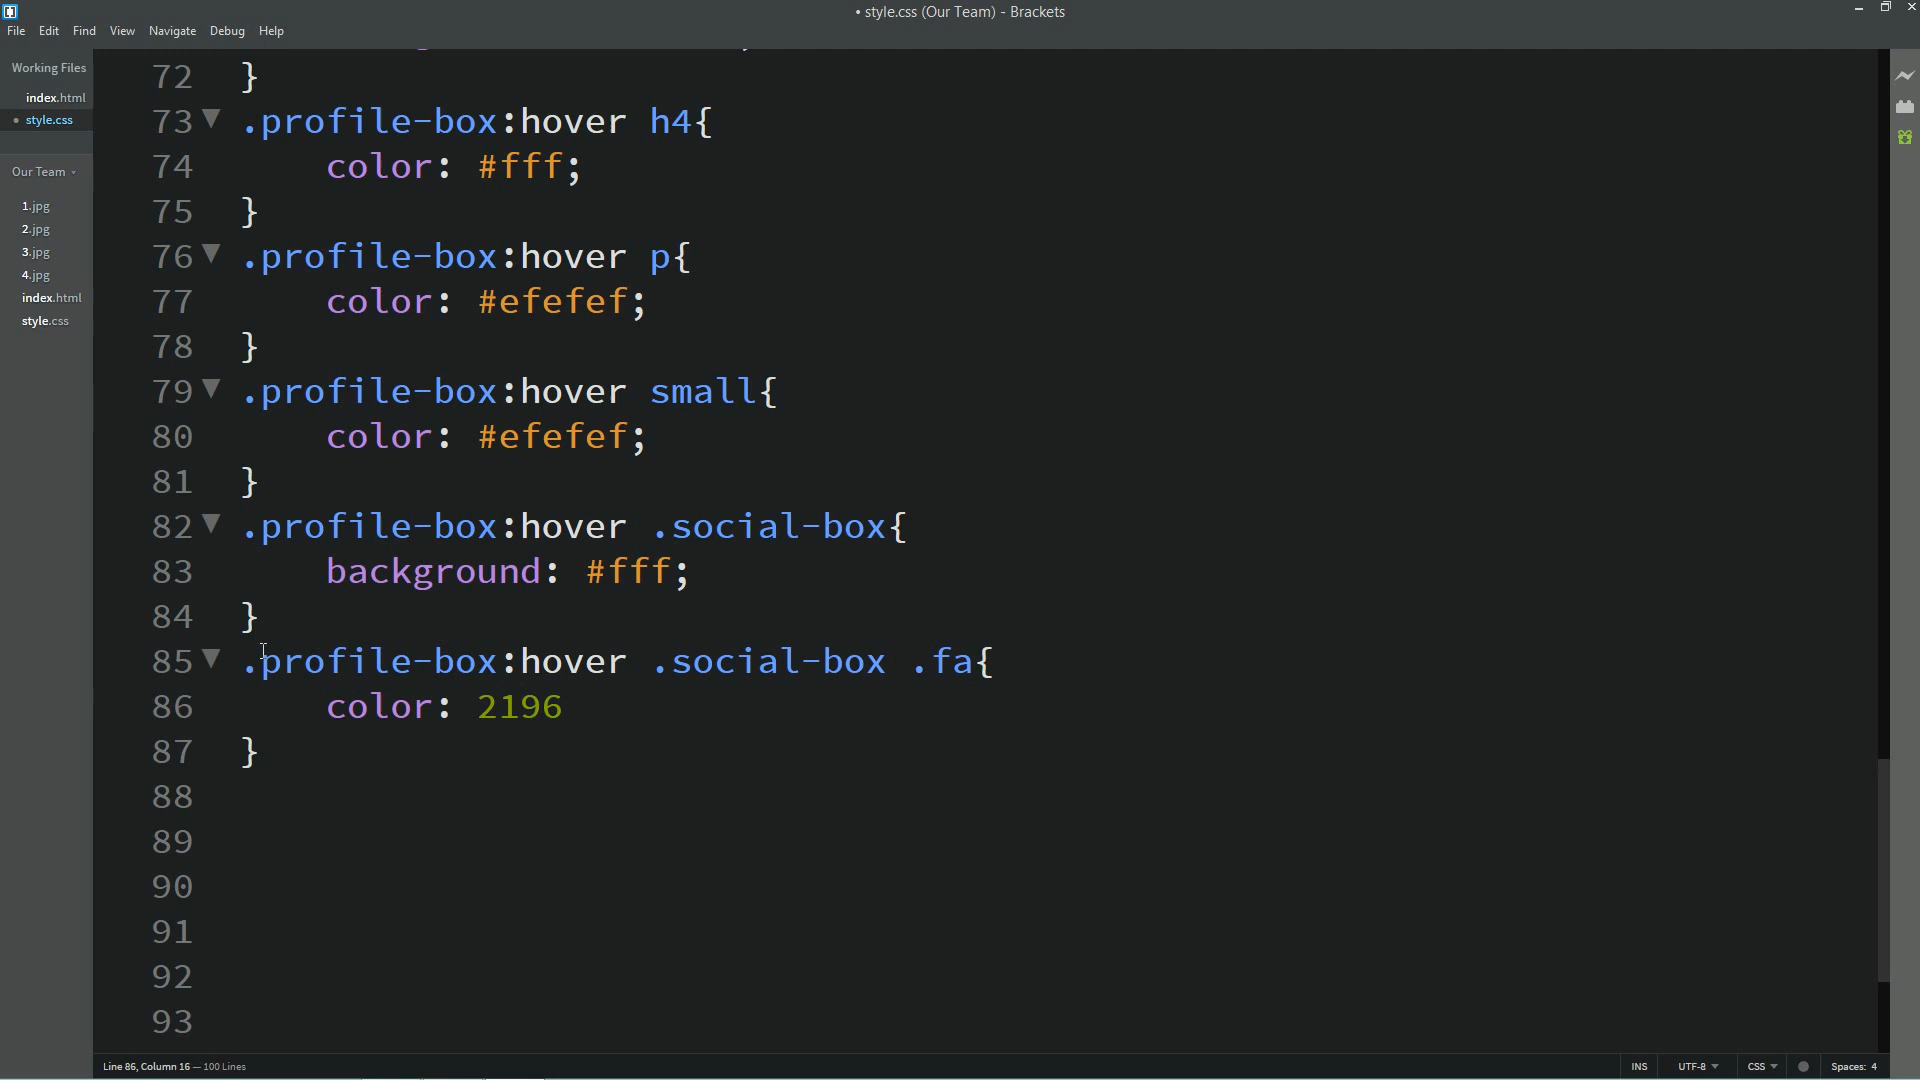 • style.css (Our Team) - Brackets
File Edit Find View Navigate Debug Help
Working Files
index.html
• style.css
Our Team
1.jpg
2.jpg
3.jpg
4.jpg
index.html
style.css
72 }
73 .profile-box:hover h4{
74 color: #fff;
75 }
76 .profile-box:hover p{
77 color: #efefef;
78 }
79 .profile-box:hover small{
80 color: #efefef;
81 }
82 .profile-box:hover .social-box{
83 background: #fff;
84 }
85 .profile-box:hover .social-box .fa{
86 color: 2196
87 }
88
89
90
91
92
93
Line 86, Column 16 — 100 Lines
INS UTF-8 CSS Spaces: 4